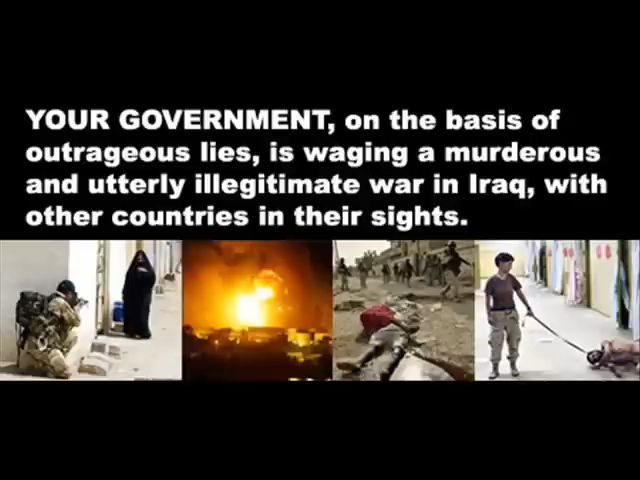 YOUR GOVERNMENT, on the basis of
outrageous lies, is waging a murderous
and utterly illegitimate war in Iraq, with
other countries in their sights.